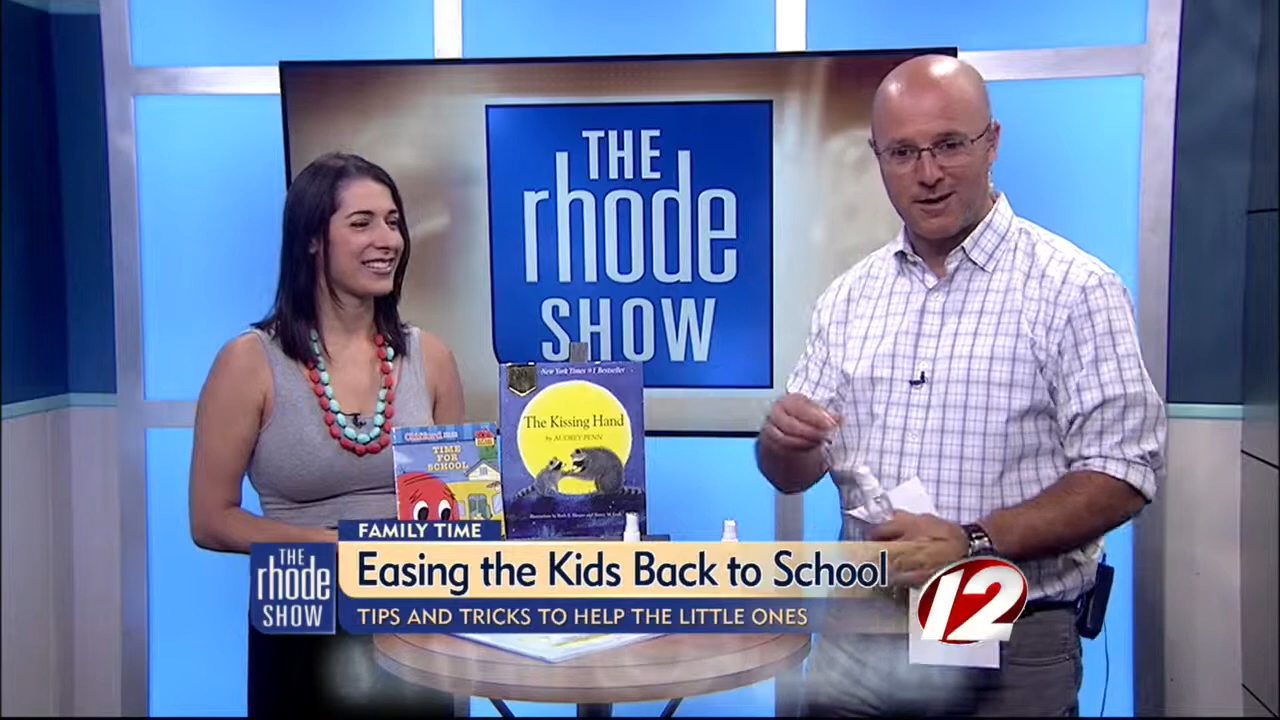 THE
rhode
SHOW
New York Times #1 Bestseller
The Kissing Hand
by AUDREY PENN
Clifford
TIME
FOR
SCHOOL
FAMILY TIME
Easing the Kids Back to School
TIPS AND TRICKS TO HELP THE LITTLE ONES
THE
rhode
SHOW
12